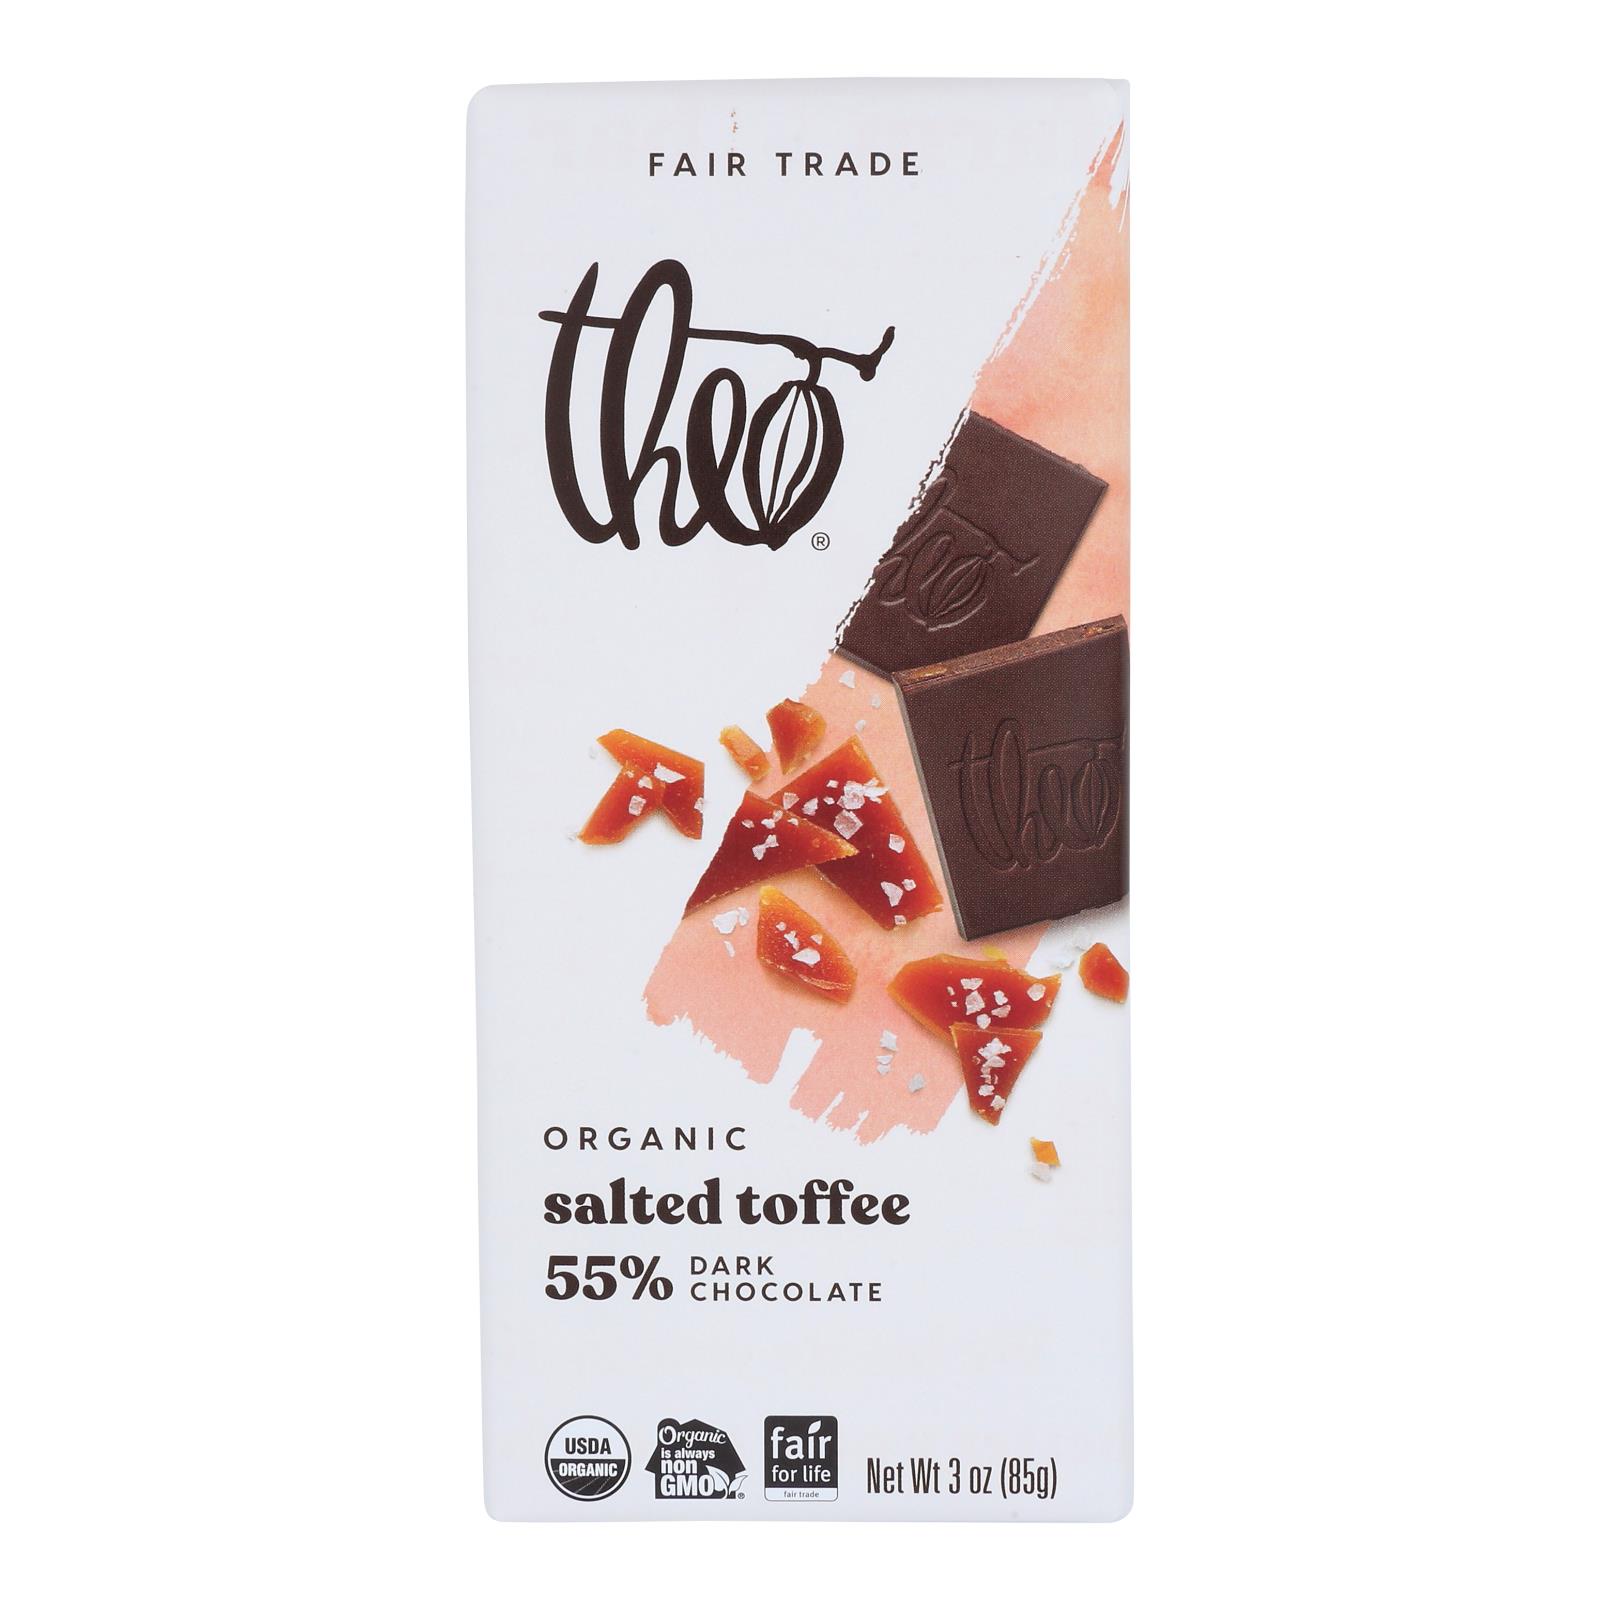 FAIR TRADE
theo®
theo
theo
ORGANIC
salted toffee
55% DARK
CHOCOLATE
USDA
ORGANIC
Organic
is always
non
GMO®
fair
for life
fair trade
Net Wt 3 oz (85g)